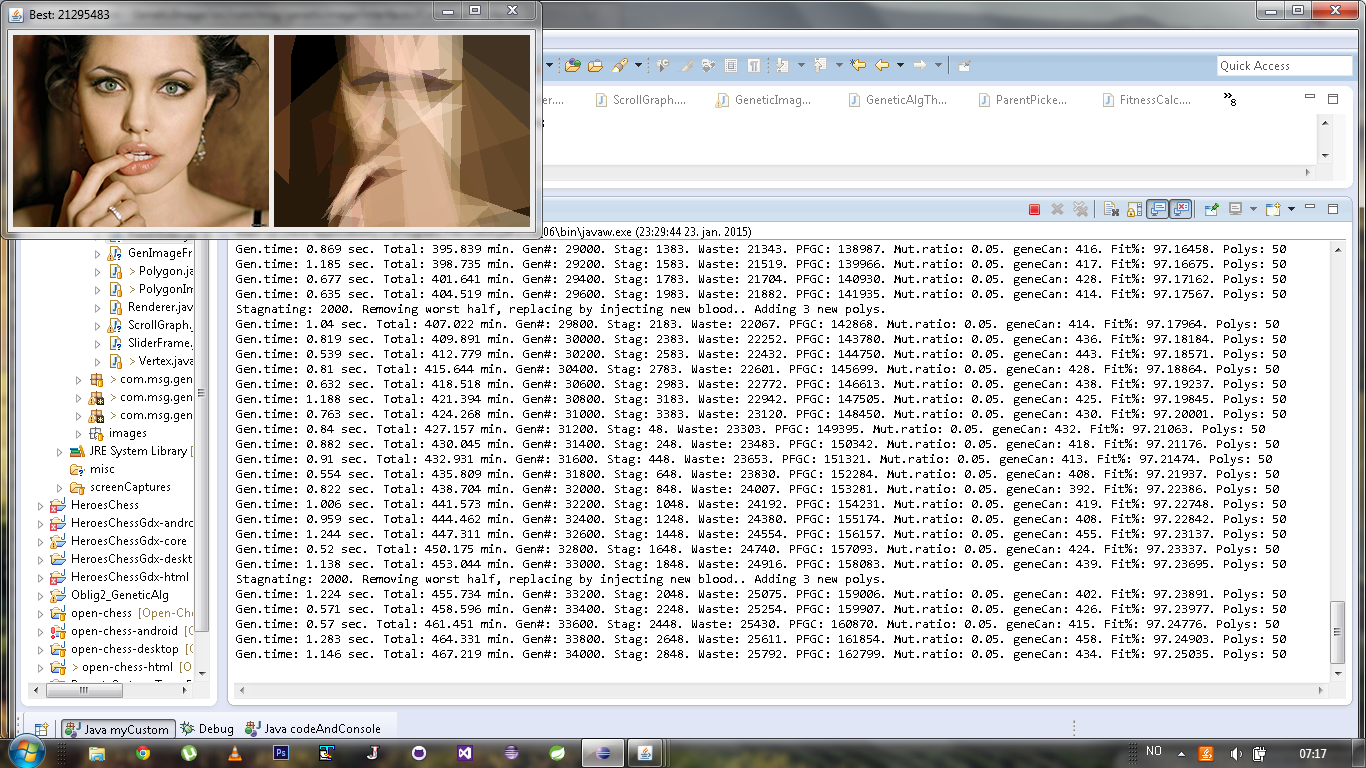 Best: 21295483
Quick Access
er....
ScrollGraph....
GeneticImag...
GeneticAlgTh...
ParentPicke...
FitnessCalc....
8
06\bin\javaw.exe (23:29:44 23. jan. 2015)
Gen.time: 0.869 sec. Total: 395.839 min. Gen#: 29000. Stag: 1383. Waste: 21343. PFGC: 138987. Mut.ratio: 0.05. geneCan: 416. Fit%: 97.16458. Polys: 50
Gen.time: 1.185 sec. Total: 398.735 min. Gen#: 29200. Stag: 1583. Waste: 21519. PFGC: 139966. Mut.ratio: 0.05. geneCan: 417. Fit%: 97.16675. Polys: 50
Gen.time: 0.677 sec. Total: 401.641 min. Gen#: 29400. Stag: 1783. Waste: 21704. PFGC: 140930. Mut.ratio: 0.05. geneCan: 428. Fit%: 97.17162. Polys: 50
Gen.time: 0.635 sec. Total: 404.519 min. Gen#: 29600. Stag: 1983. Waste: 21882. PFGC: 141935. Mut.ratio: 0.05. geneCan: 414. Fit%: 97.17567. Polys: 50
Stagnating: 2000. Removing worst half, replacing by injecting new blood.. Adding 3 new polys.
Gen.time: 1.04 sec. Total: 407.022 min. Gen#: 29800. Stag: 2183. Waste: 22067. PFGC: 142868. Mut.ratio: 0.05. geneCan: 414. Fit%: 97.17964. Polys: 50
Gen.time: 0.819 sec. Total: 409.891 min. Gen#: 30000. Stag: 2383. Waste: 22252. PFGC: 143780. Mut.ratio: 0.05. geneCan: 436. Fit%: 97.18184. Polys: 50
Gen.time: 0.539 sec. Total: 412.779 min. Gen#: 30200. Stag: 2583. Waste: 22432. PFGC: 144750. Mut.ratio: 0.05. geneCan: 443. Fit%: 97.18571. Polys: 50
Gen.time: 0.81 sec. Total: 415.644 min. Gen#: 30400. Stag: 2783. Waste: 22601. PFGC: 145699. Mut.ratio: 0.05. geneCan: 428. Fit%: 97.18864. Polys: 50
Gen.time: 0.632 sec. Total: 418.518 min. Gen#: 30600. Stag: 2983. Waste: 22772. PFGC: 146613. Mut.ratio: 0.05. geneCan: 438. Fit%: 97.19237. Polys: 50
Gen.time: 1.188 sec. Total: 421.394 min. Gen#: 30800. Stag: 3183. Waste: 22942. PFGC: 147505. Mut.ratio: 0.05. geneCan: 425. Fit%: 97.19845. Polys: 50
Gen.time: 0.763 sec. Total: 424.268 min. Gen#: 31000. Stag: 3383. Waste: 23120. PFGC: 148450. Mut.ratio: 0.05. geneCan: 430. Fit%: 97.20001. Polys: 50
Gen.time: 0.84 sec. Total: 427.157 min. Gen#: 31200. Stag: 48. Waste: 23303. PFGC: 149395. Mut.ratio: 0.05. geneCan: 432. Fit%: 97.21063. Polys: 50
Gen.time: 0.882 sec. Total: 430.045 min. Gen#: 31400. Stag: 248. Waste: 23483. PFGC: 150342. Mut.ratio: 0.05. geneCan: 418. Fit%: 97.21176. Polys: 50
Gen.time: 0.91 sec. Total: 432.931 min. Gen#: 31600. Stag: 448. Waste: 23653. PFGC: 151321. Mut.ratio: 0.05. geneCan: 413. Fit%: 97.21474. Polys: 50
Gen.time: 0.554 sec. Total: 435.809 min. Gen#: 31800. Stag: 648. Waste: 23830. PFGC: 152284. Mut.ratio: 0.05. geneCan: 408. Fit%: 97.21937. Polys: 50
Gen.time: 0.822 sec. Total: 438.704 min. Gen#: 32000. Stag: 848. Waste: 24007. PFGC: 153281. Mut.ratio: 0.05. geneCan: 392. Fit%: 97.22386. Polys: 50
Gen.time: 1.006 sec. Total: 441.573 min. Gen#: 32200. Stag: 1048. Waste: 24192. PFGC: 154231. Mut.ratio: 0.05. geneCan: 419. Fit%: 97.22748. Polys: 50
Gen.time: 0.959 sec. Total: 444.462 min. Gen#: 32400. Stag: 1248. Waste: 24380. PFGC: 155174. Mut.ratio: 0.05. geneCan: 408. Fit%: 97.22842. Polys: 50
Gen.time: 1.244 sec. Total: 447.311 min. Gen#: 32600. Stag: 1448. Waste: 24554. PFGC: 156157. Mut.ratio: 0.05. geneCan: 455. Fit%: 97.23137. Polys: 50
Gen.time: 0.52 sec. Total: 450.175 min. Gen#: 32800. Stag: 1648. Waste: 24740. PFGC: 157093. Mut.ratio: 0.05. geneCan: 424. Fit%: 97.23337. Polys: 50
Gen.time: 1.138 sec. Total: 453.044 min. Gen#: 33000. Stag: 1848. Waste: 24916. PFGC: 158083. Mut.ratio: 0.05. geneCan: 439. Fit%: 97.23695. Polys: 50
Stagnating: 2000. Removing worst half, replacing by injecting new blood.. Adding 3 new polys.
Gen.time: 1.224 sec. Total: 455.734 min. Gen#: 33200. Stag: 2048. Waste: 25075. PFGC: 159006. Mut.ratio: 0.05. geneCan: 402. Fit%: 97.23891. Polys: 50
Gen.time: 0.571 sec. Total: 458.596 min. Gen#: 33400. Stag: 2248. Waste: 25254. PFGC: 159907. Mut.ratio: 0.05. geneCan: 426. Fit%: 97.23977. Polys: 50
Gen.time: 0.57 sec. Total: 461.451 min. Gen#: 33600. Stag: 2448. Waste: 25430. PFGC: 160870. Mut.ratio: 0.05. geneCan: 415. Fit%: 97.24776. Polys: 50
Gen.time: 1.283 sec. Total: 464.331 min. Gen#: 33800. Stag: 2648. Waste: 25611. PFGC: 161854. Mut.ratio: 0.05. geneCan: 458. Fit%: 97.24903. Polys: 50
Gen.time: 1.146 sec. Total: 467.219 min. Gen#: 34000. Stag: 2848. Waste: 25792. PFGC: 162799. Mut.ratio: 0.05. geneCan: 434. Fit%: 97.25035. Polys: 50
GenImageFr
> Polygon.ja
> PolygonIm
Renderer.java
ScrollGraph.
SliderFrame.
> Vertex.java
> com.msg.gen
> com.msg.gen
> com.msg.gen
images
JRE System Library [
misc
screenCaptures
HeroesChess
HeroesChessGdx-andro
HeroesChessGdx-core
HeroesChessGdx-deskt
HeroesChessGdx-html
Oblig2_GeneticAlg
open-chess [Open-Che
open-chess-android [O
open-chess-desktop [O
> open-chess-html [O
Java myCustom
Debug
Java codeAndConsole
Ps
NO
07:17